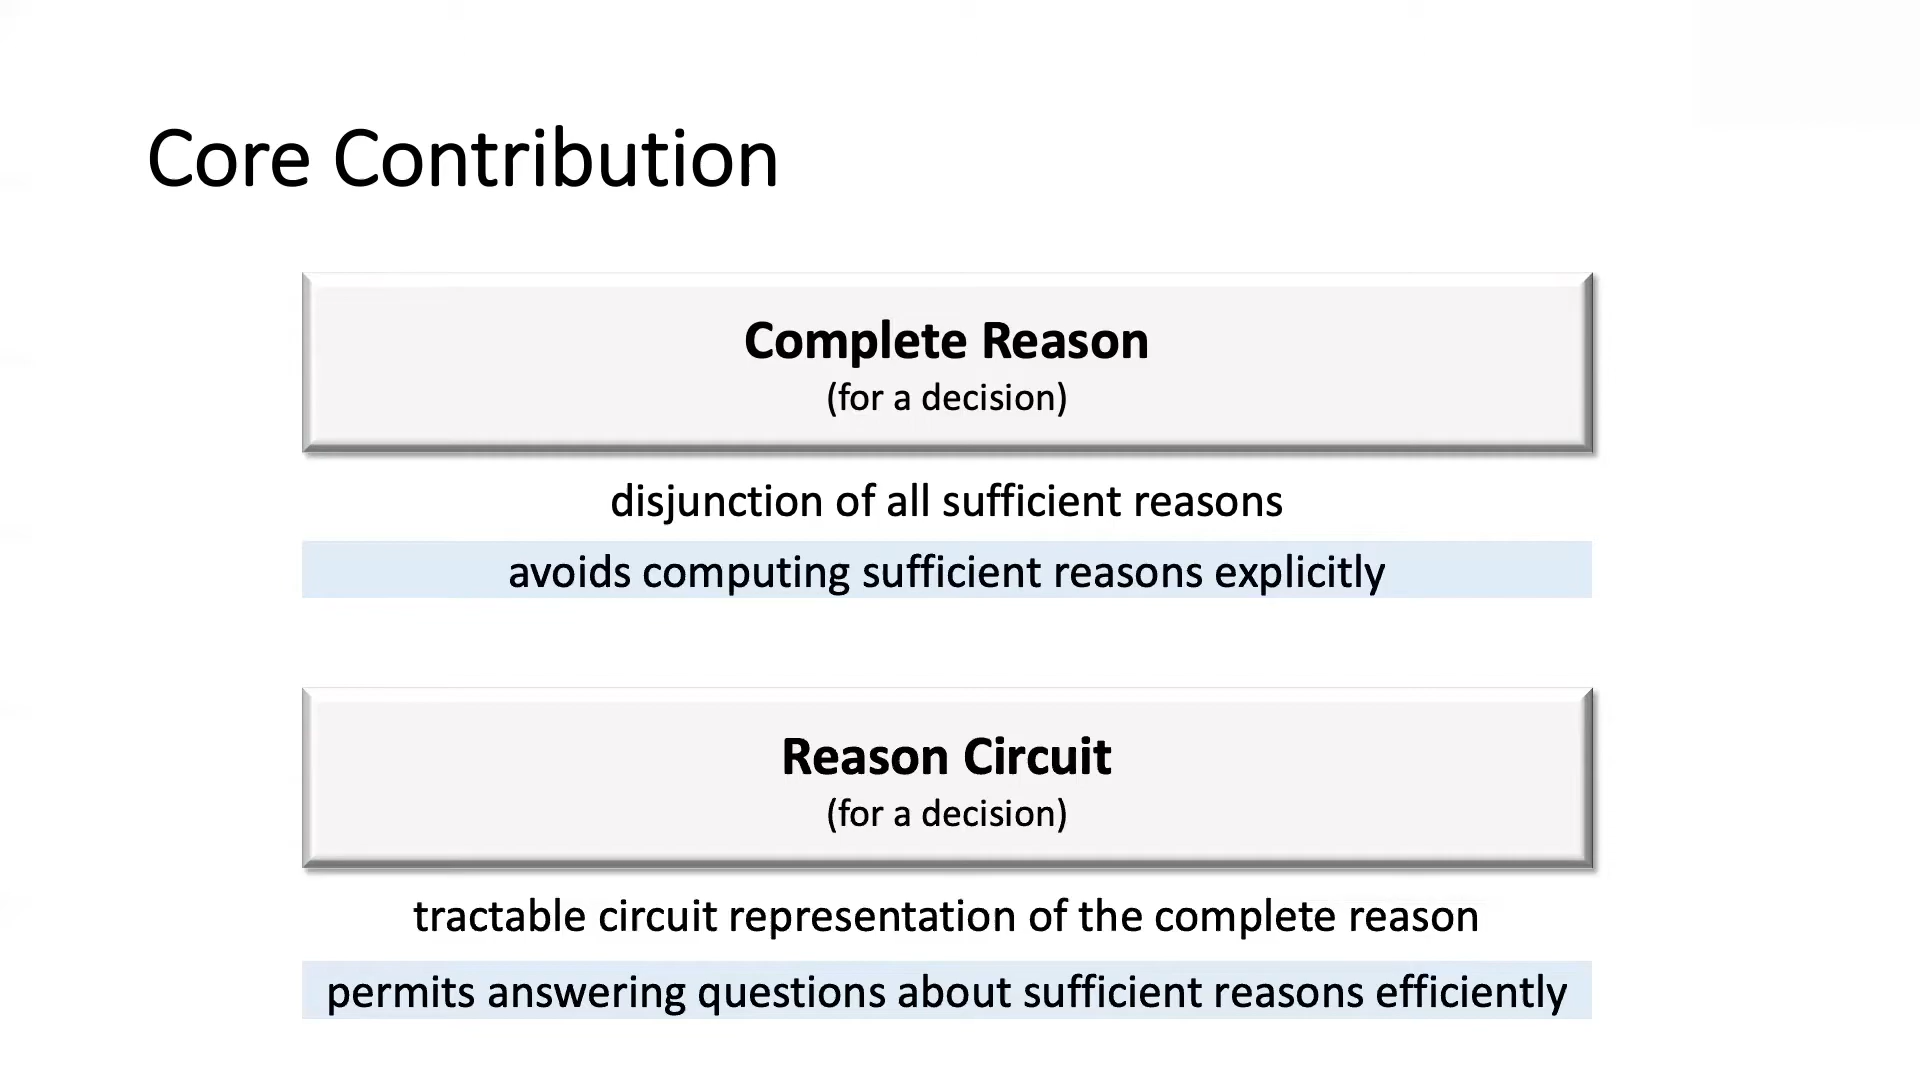 Core Contribution
Complete Reason
(for a decision)
disjunction of all sufficient reasons
avoids computing sufficient reasons explicitly
Reason Circuit
(for a decision)
tractable circuit representation of the complete reason
permits answering questions about sufficient reasons efficiently